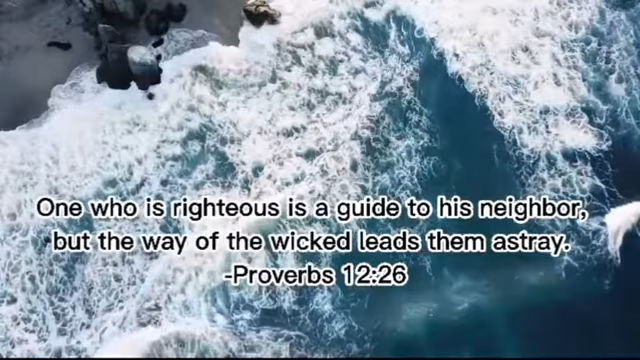 One who is righteous is a guide to his neighbor,
but the way of the wicked leads them astray.
-Proverbs 12:26